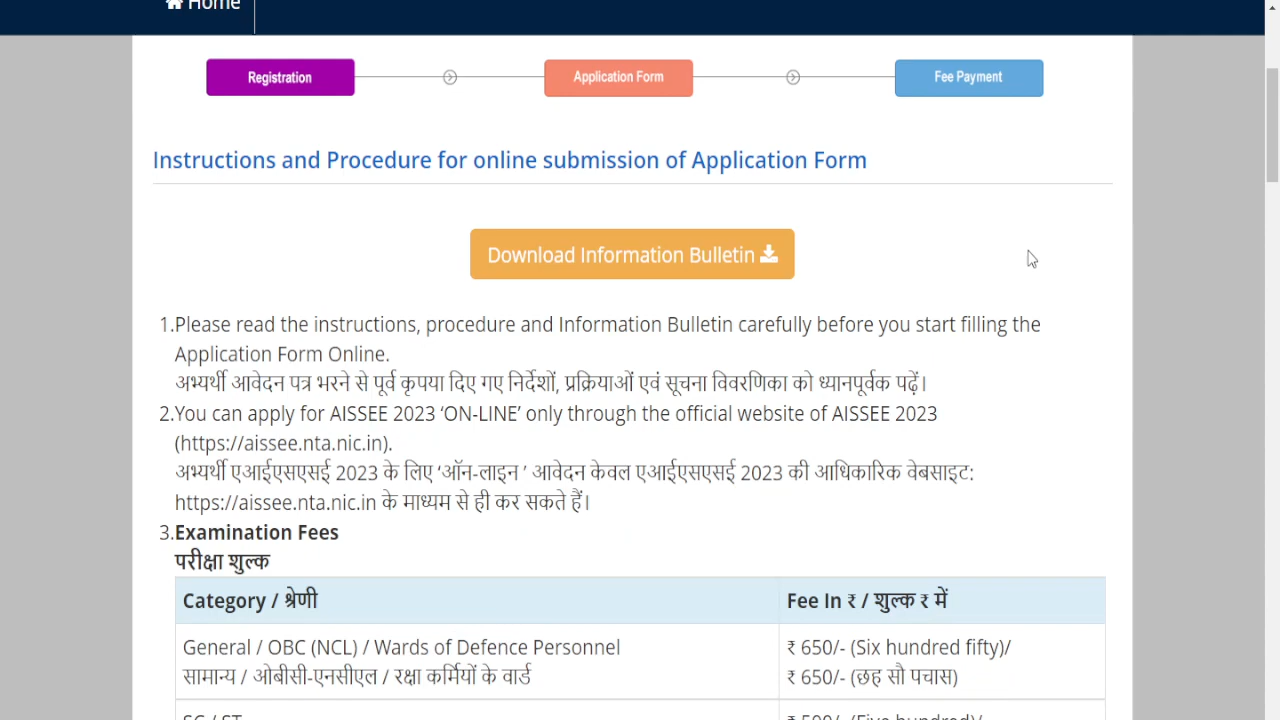 Home
Registration
Application Form
Fee Payment
Instructions and Procedure for online submission of Application Form
Download Information Bulletin
1.Please read the instructions, procedure and Information Bulletin carefully before you start filling the
Application Form Online.
अभ्यर्थी आवेदन पत्र भरने से पूर्व कृपया दिए गए निर्देशों, प्रक्रियाओं एवं सूचना विवरणिका को ध्यानपूर्वक पढ़ें।
2.You can apply for AISSEE 2023 ‘ON-LINE’ only through the official website of AISSEE 2023
(https://aissee.nta.nic.in).
अभ्यर्थी एआईएसएसई 2023 के लिए ‘ऑन-लाइन ’ आवेदन केवल एआईएसएसई 2023 की आधिकारिक वेबसाइट:
https://aissee.nta.nic.in के माध्यम से ही कर सकते हैं।
3.Examination Fees
परीक्षा शुल्क
Category / श्रेणी
Fee In ₹ / शुल्क ₹ में
General / OBC (NCL) / Wards of Defence Personnel
₹ 650/- (Six hundred fifty)/
सामान्य / ओबीसी-एनसीएल / रक्षा कर्मियों के वार्ड
₹ 650/- (छह सौ पचास)
SC / ST
₹ 500/- (Five hundred)/